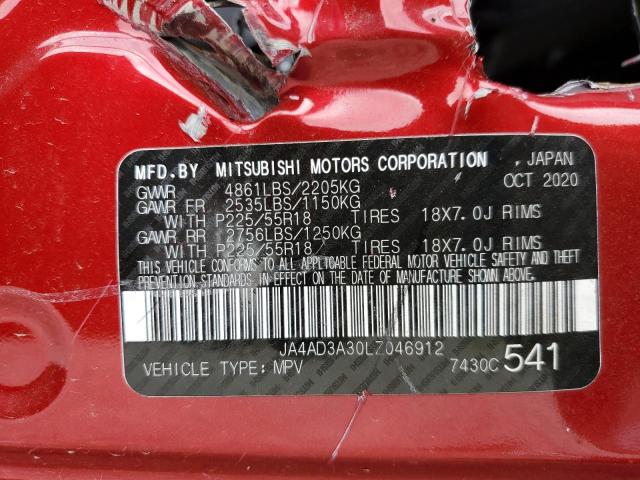 MFD.BY MITSUBISHI MOTORS CORPORATION , JAPAN
GVWR 4861LBS/2205KG OCT 2020
GAWR FR 2535LBS/1150KG
WITH P225/55R18 TIRES 18X7.0J RIMS
GAWR RR 2756LBS/1250KG
WITH P225/55R18 TIRES 18X7.0J RIMS
THIS VEHICLE CONFORMS TO ALL APPLICABLE FEDERAL MOTOR VEHICLE SAFETY AND THEFT
PREVENTION STANDARDS IN-EFFECT ON THE DATE OF MANUFACTURE SHOWN ABOVE.
JA4AD3A30LZ046912
VEHICLE TYPE: MPV 7430C 541